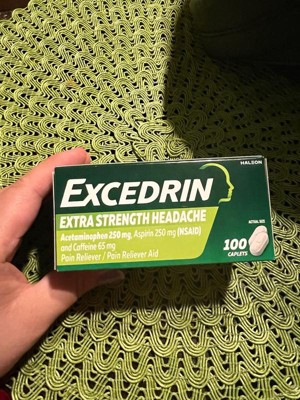 HALEON
EXCEDRIN
EXTRA STRENGTH HEADACHE
Acetaminophen 250 mg, Aspirin 250 mg (NSAID)
and Caffeine 65 mg
Pain Reliever / Pain Reliever Aid
ACTUAL SIZE
100
CAPLETS